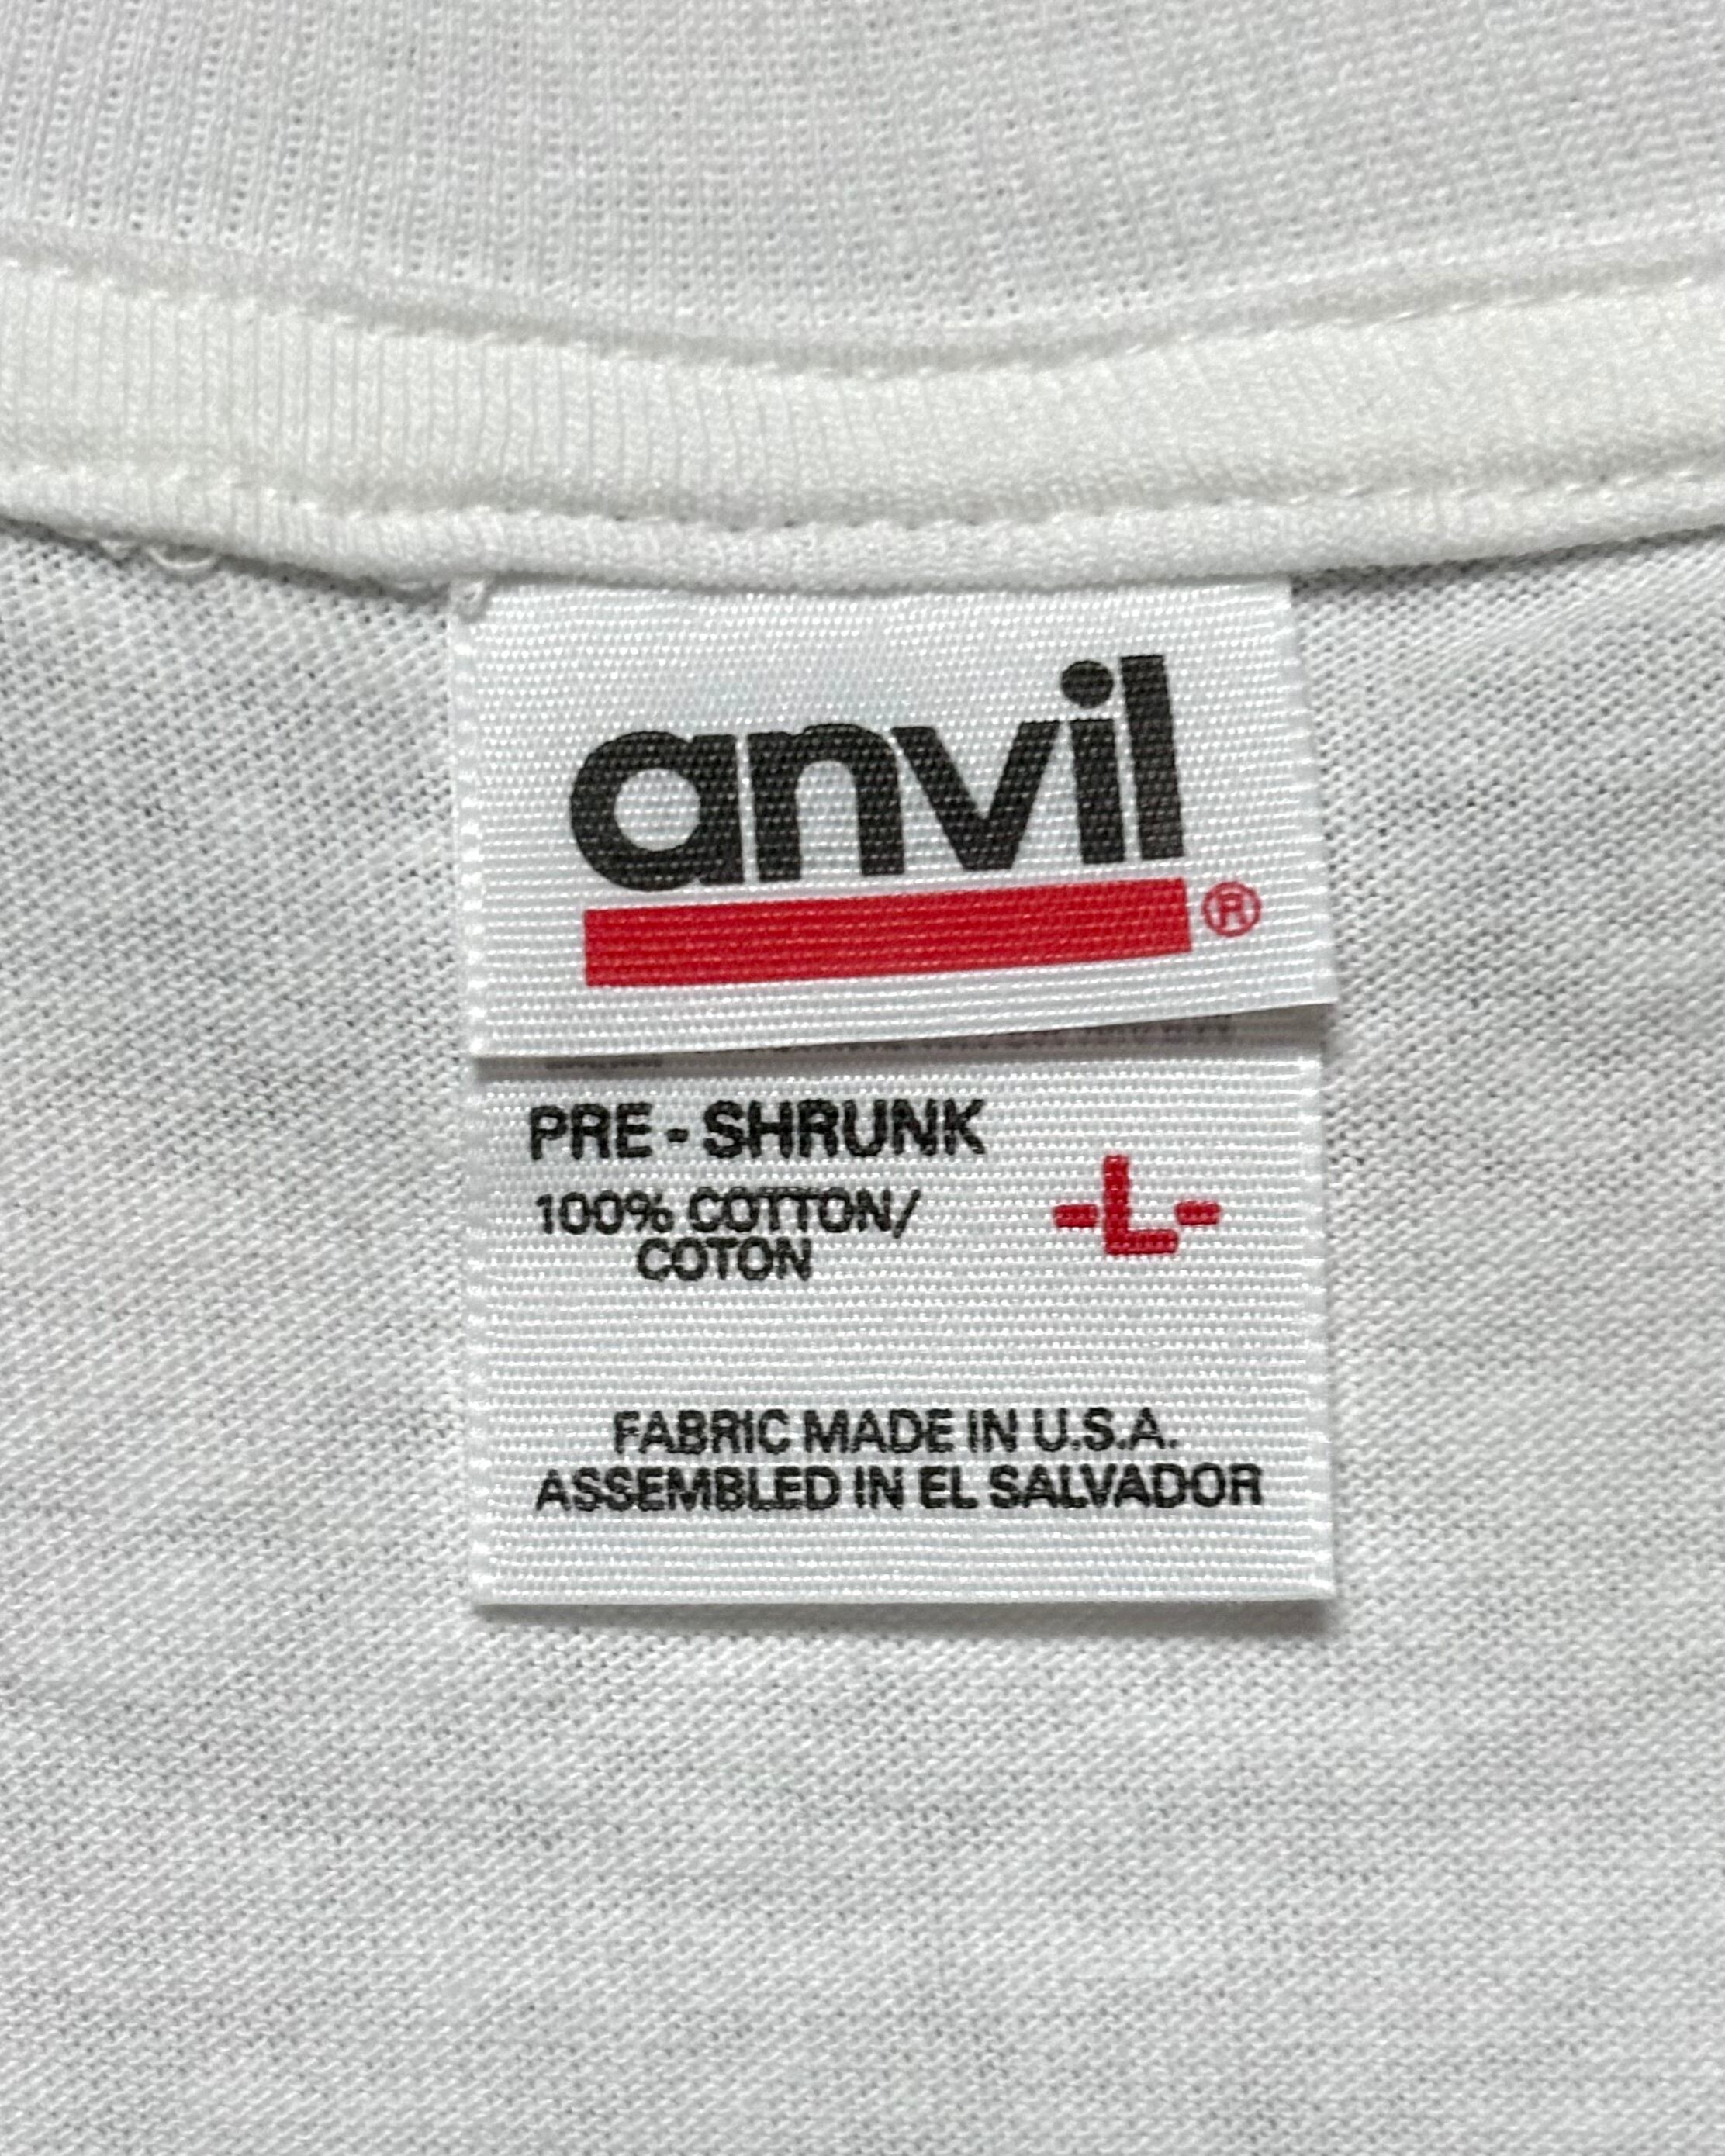 anvil
®
PRE - SHRUNK
100% COTTON/
COTON
-L-
FABRIC MADE IN U.S.A.
ASSEMBLED IN EL SALVADOR